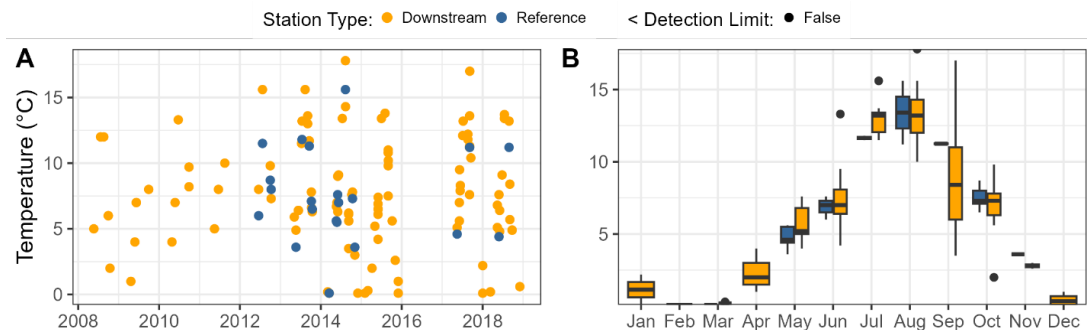 Station Type: Downstream Reference < Detection Limit: False
A
B
Temperature (°C)
15
10
5
0
2008 2010 2012 2014 2016 2018
15
10
5
Jan Feb Mar Apr May Jun Jul Aug Sep Oct Nov Dec